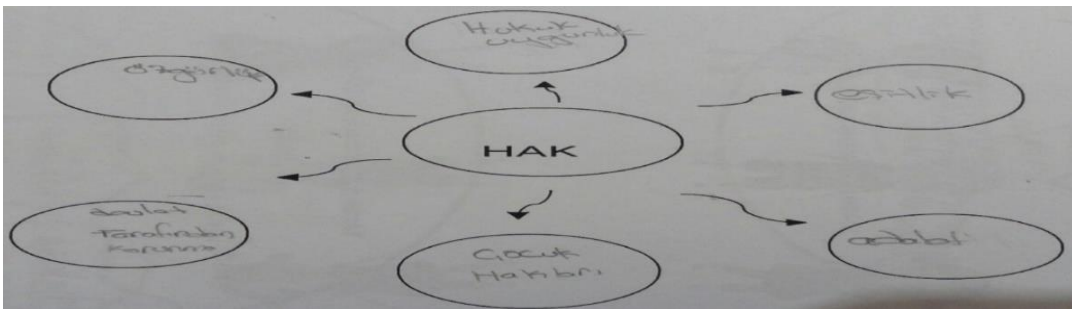 Hukuk
uygunluk
özgürlük
eşitlik
HAK
devlet
Tarafından
korunma
adalet
Çocuk
Hakları